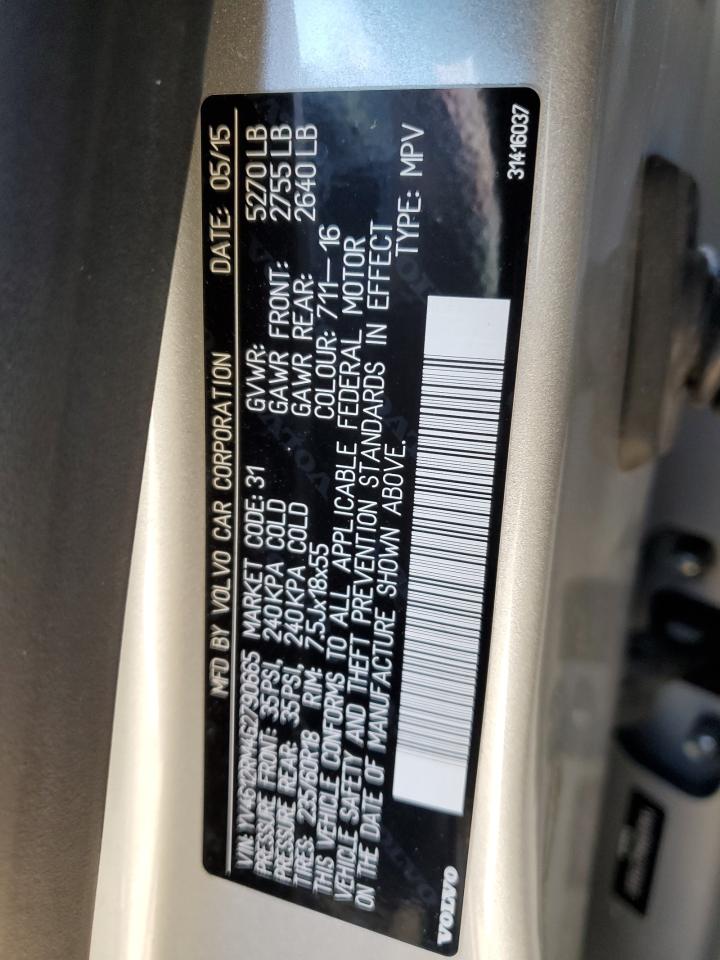 MFD BY VOLVO CAR CORPORATION DATE: 05/15
VIN: YV4612RM4G2790665 MARKET CODE: 31 GVWR: 5270 LB
PRESSURE FRONT: 35PSI, 240KPA COLD GAWR FRONT: 2755 LB
PRESSURE REAR: 35PSI, 240KPA COLD GAWR REAR: 2640 LB
TIRES: 235/60R18 RIM: 7.5Jx18x55 COLOUR: 711-16
THIS VEHICLE CONFORMS TO ALL APPLICABLE FEDERAL MOTOR
VEHICLE SAFETY AND THEFT PREVENTION STANDARDS IN EFFECT
ON THE DATE OF MANUFACTURE SHOWN ABOVE. TYPE: MPV
VOLVO 31416037